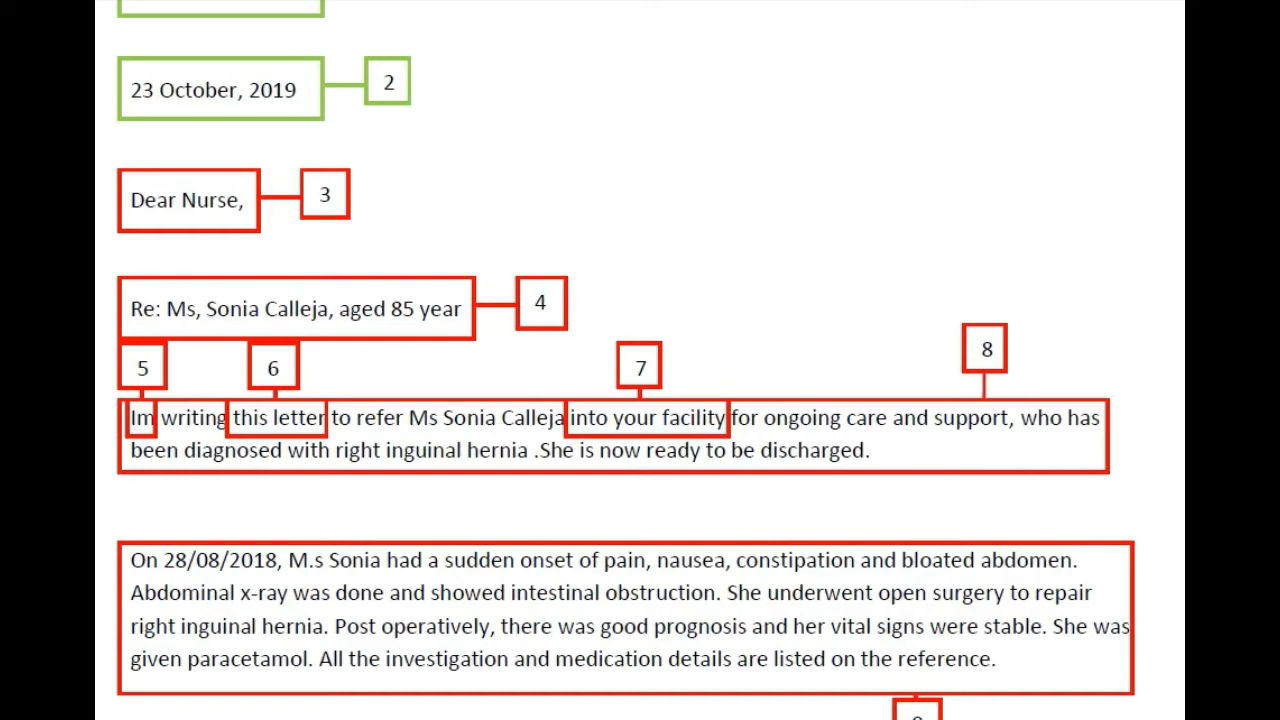 23 October, 2019
2
Dear Nurse,
3
Re: Ms, Sonia Calleja, aged 85 year
4
5
6
7
8
Im writing this letter to refer Ms Sonia Calleja into your facility for ongoing care and support, who has
been diagnosed with right inguinal hernia .She is now ready to be discharged.
On 28/08/2018, M.s Sonia had a sudden onset of pain, nausea, constipation and bloated abdomen.
Abdominal x-ray was done and showed intestinal obstruction. She underwent open surgery to repair
right inguinal hernia. Post operatively, there was good prognosis and her vital signs were stable. She was
given paracetamol. All the investigation and medication details are listed on the reference.